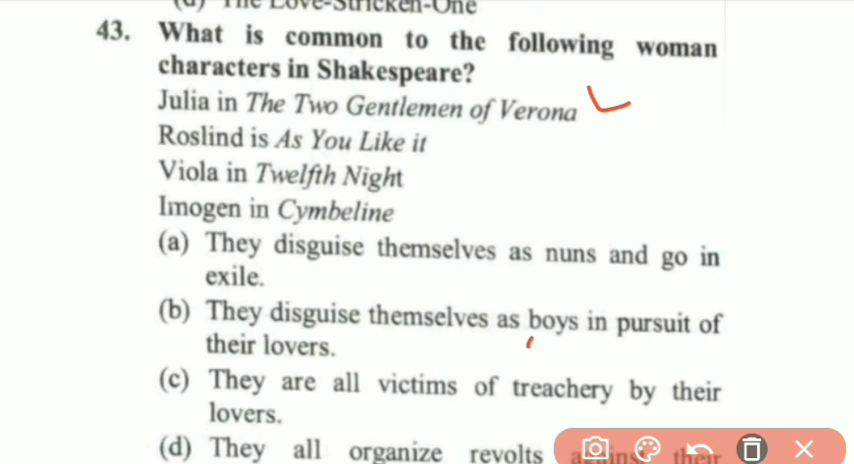 The Love-Stricken-One
43. What is common to the following woman
characters in Shakespeare?
Julia in The Two Gentlemen of Verona
Roslind is As You Like it
Viola in Twelfth Night
Imogen in Cymbeline
(a) They disguise themselves as nuns and go in
exile.
(b) They disguise themselves as boys in pursuit of
their lovers.
(c) They are all victims of treachery by their
lovers.
(d) They all organize revolts against their